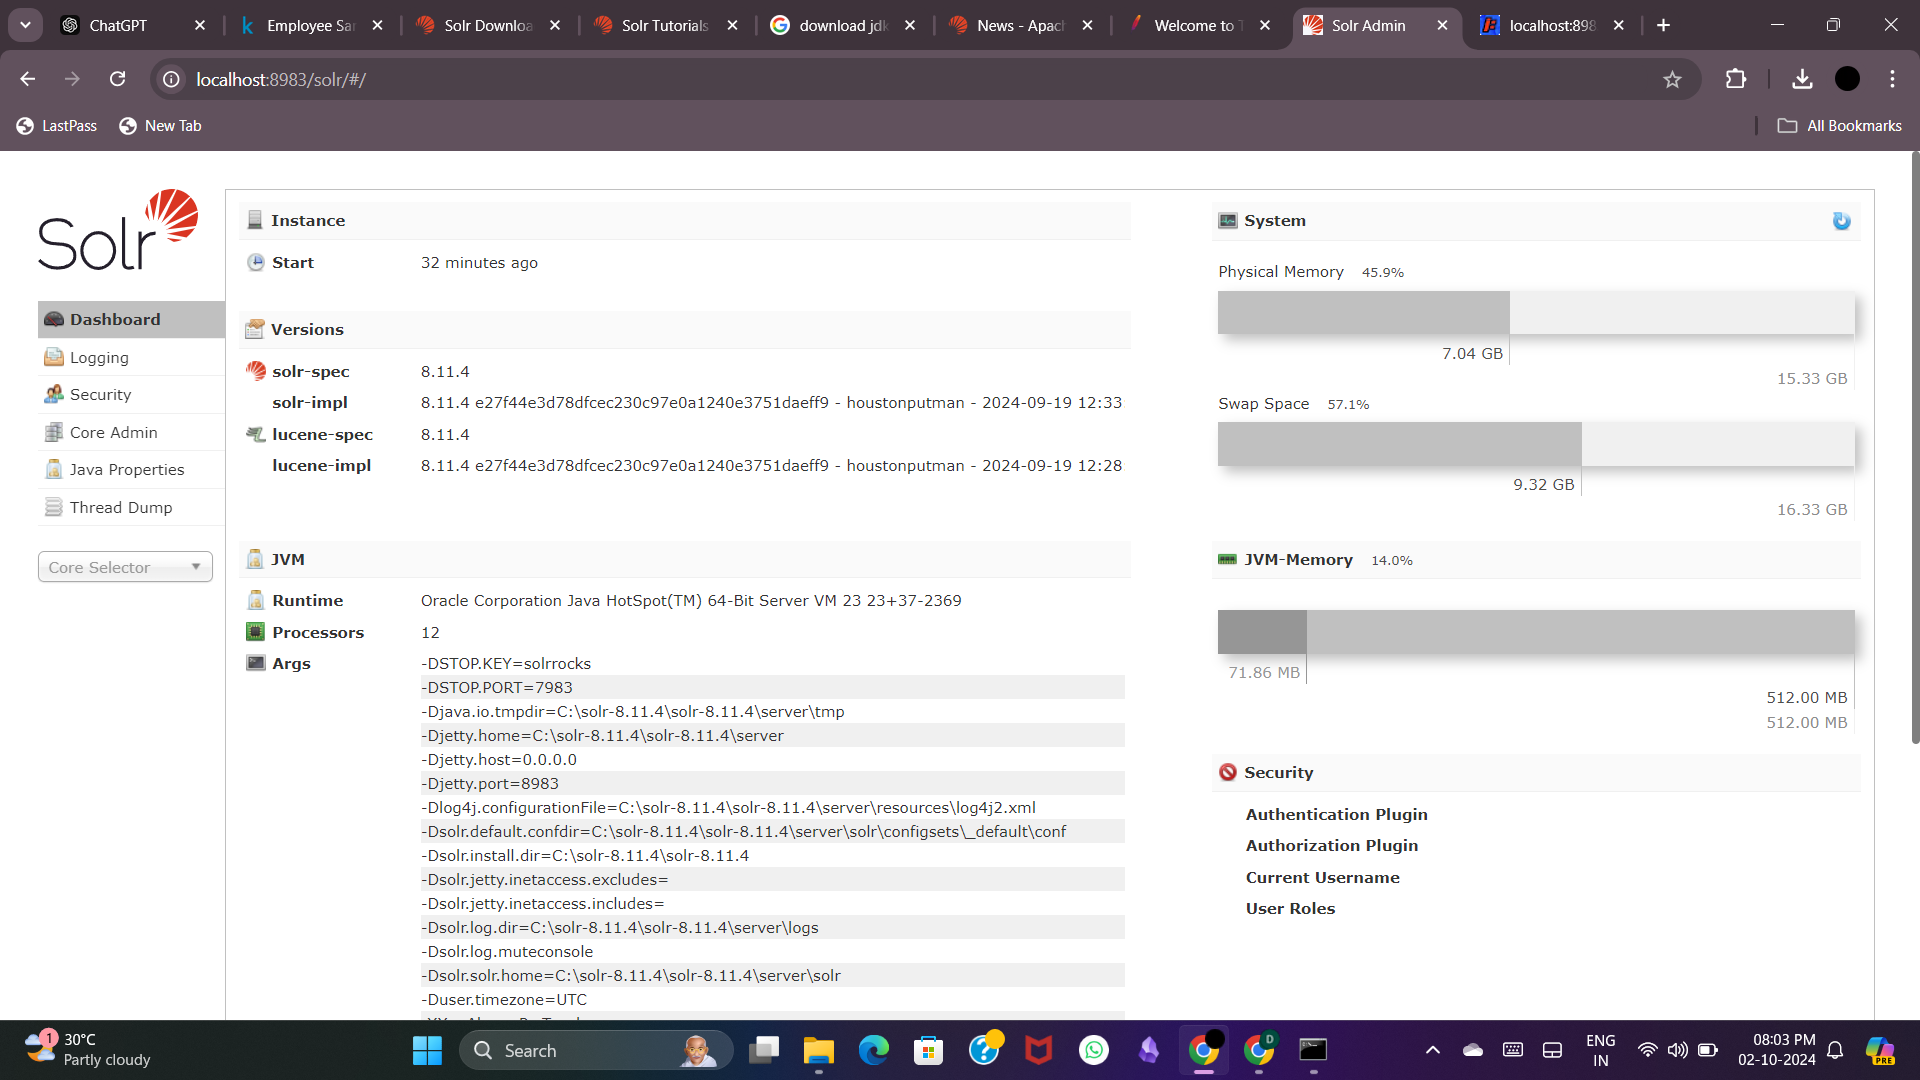 ChatGPT
Employee Sa
Solr Downloa
Solr Tutorials
download jdk
News - Apach
Welcome to T
Solr Admin
localhost:898
localhost:8983/solr/#/
LastPass
New Tab
All Bookmarks
Solr
Dashboard
Logging
Security
Core Admin
Java Properties
Thread Dump
Core Selector
Instance
Start 32 minutes ago
Versions
solr-spec 8.11.4
solr-impl 8.11.4 e27f44e3d78dfcec230c97e0a1240e3751daeff9 - houstonputman - 2024-09-19 12:33
lucene-spec 8.11.4
lucene-impl 8.11.4 e27f44e3d78dfcec230c97e0a1240e3751daeff9 - houstonputman - 2024-09-19 12:28
JVM
Runtime Oracle Corporation Java HotSpot(TM) 64-Bit Server VM 23 23+37-2369
Processors 12
Args -DSTOP.KEY=solrrocks
-DSTOP.PORT=7983
-Djava.io.tmpdir=C:\solr-8.11.4\solr-8.11.4\server\tmp
-Djetty.home=C:\solr-8.11.4\solr-8.11.4\server
-Djetty.host=0.0.0.0
-Djetty.port=8983
-Dlog4j.configurationFile=C:\solr-8.11.4\solr-8.11.4\server\resources\log4j2.xml
-Dsolr.default.confdir=C:\solr-8.11.4\solr-8.11.4\server\solr\configsets\_default\conf
-Dsolr.install.dir=C:\solr-8.11.4\solr-8.11.4
-Dsolr.jetty.inetaccess.excludes=
-Dsolr.jetty.inetaccess.includes=
-Dsolr.log.dir=C:\solr-8.11.4\solr-8.11.4\server\logs
-Dsolr.log.muteconsole
-Dsolr.solr.home=C:\solr-8.11.4\solr-8.11.4\server\solr
-Duser.timezone=UTC
System
Physical Memory 45.9%
7.04 GB
15.33 GB
Swap Space 57.1%
9.32 GB
16.33 GB
JVM-Memory 14.0%
71.86 MB
512.00 MB
512.00 MB
Security
Authentication Plugin
Authorization Plugin
Current Username
User Roles
1
30°C
Partly cloudy
Search
D
ENG
IN
08:03 PM
02-10-2024
PRE